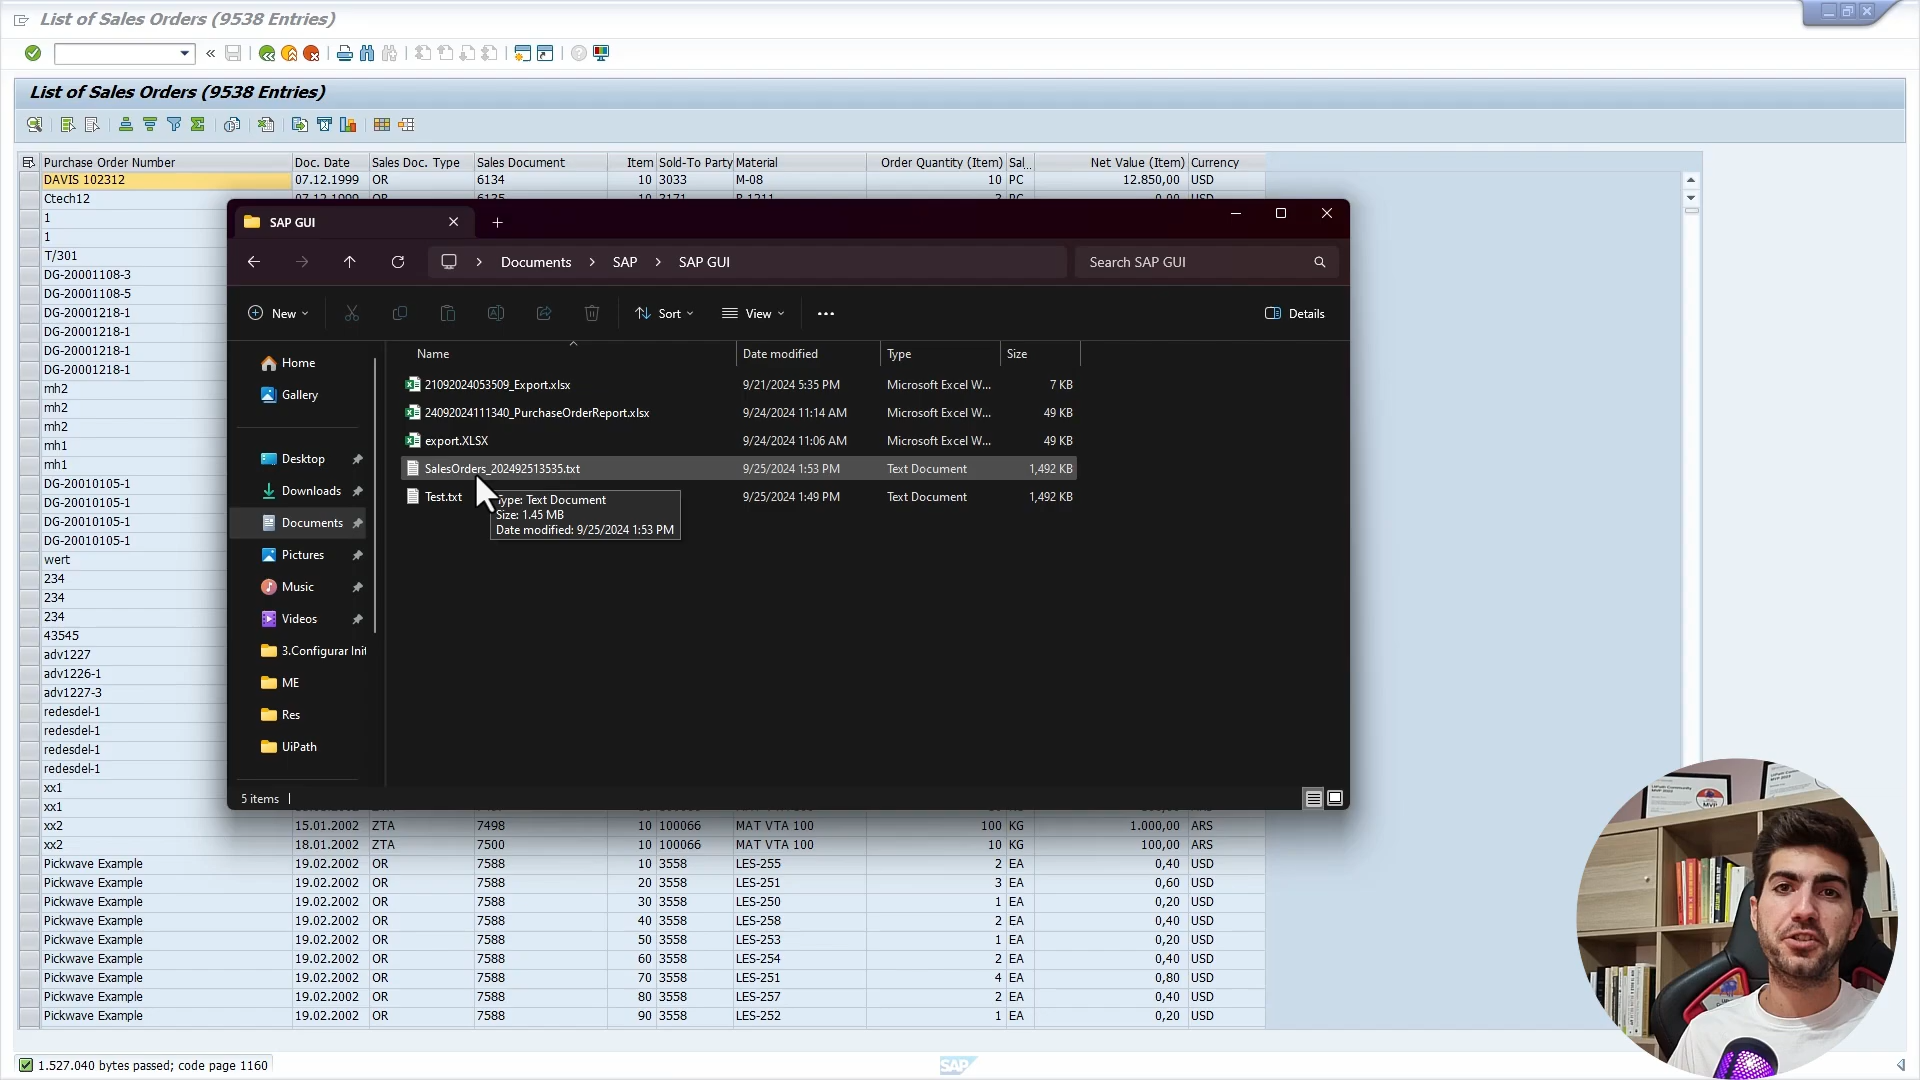 List of Sales Orders (9538 Entries)
List of Sales Orders (9538 Entries)
Purchase Order Number Doc. Date Sales Doc. Type Sales Document Item Sold-To Party Material Order Quantity (Item) Sal... Net Value (Item) Currency
DAVIS 102312 07.12.1999 OR 6134 10 3033 M-08 10 PC 12.850,00 USD
Ctech12
1
1
T/301
DG-20001108-3
DG-20001108-5
DG-20001218-1
DG-20001218-1
DG-20001218-1
DG-20001218-1
mh2
mh2
mh2
mh1
mh1
DG-20010105-1
DG-20010105-1
DG-20010105-1
DG-20010105-1
wert
234
234
234
43545
adv1227
adv1226-1
adv1227-3
redesdel-1
redesdel-1
redesdel-1
redesdel-1
xx1
xx1
xx2 15.01.2002 ZTA 7498 10 100066 MAT VTA 100 100 KG 1.000,00 ARS
xx2 18.01.2002 ZTA 7500 10 100066 MAT VTA 100 10 KG 100,00 ARS
Pickwave Example 19.02.2002 OR 7588 10 3558 LES-255 2 EA 0,40 USD
Pickwave Example 19.02.2002 OR 7588 20 3558 LES-251 3 EA 0,60 USD
Pickwave Example 19.02.2002 OR 7588 30 3558 LES-250 1 EA 0,20 USD
Pickwave Example 19.02.2002 OR 7588 40 3558 LES-258 2 EA 0,40 USD
Pickwave Example 19.02.2002 OR 7588 50 3558 LES-253 1 EA 0,20 USD
Pickwave Example 19.02.2002 OR 7588 60 3558 LES-254 2 EA 0,40 USD
Pickwave Example 19.02.2002 OR 7588 70 3558 LES-251 4 EA 0,80 USD
Pickwave Example 19.02.2002 OR 7588 80 3558 LES-257 2 EA 0,40 USD
Pickwave Example 19.02.2002 OR 7588 90 3558 LES-252 1 EA 0,20 USD
1.527.040 bytes passed; code page 1160
SAP
SAP GUI
Documents > SAP > SAP GUI
Search SAP GUI
New Sort View ... Details
Home
Gallery
Desktop
Downloads
Documents
Pictures
Music
Videos
3.Configurar Init
ME
Res
UiPath
Name Date modified Type Size
21092024053509_Export.xlsx 9/21/2024 5:35 PM Microsoft Excel W... 7 KB
24092024111340_PurchaseOrderReport.xlsx 9/24/2024 11:14 AM Microsoft Excel W... 49 KB
export.XLSX 9/24/2024 11:06 AM Microsoft Excel W... 49 KB
SalesOrders_202492513535.txt 9/25/2024 1:53 PM Text Document 1,492 KB
Test.txt 9/25/2024 1:49 PM Text Document 1,492 KB
Type: Text Document
Size: 1.45 MB
Date modified: 9/25/2024 1:53 PM
5 items